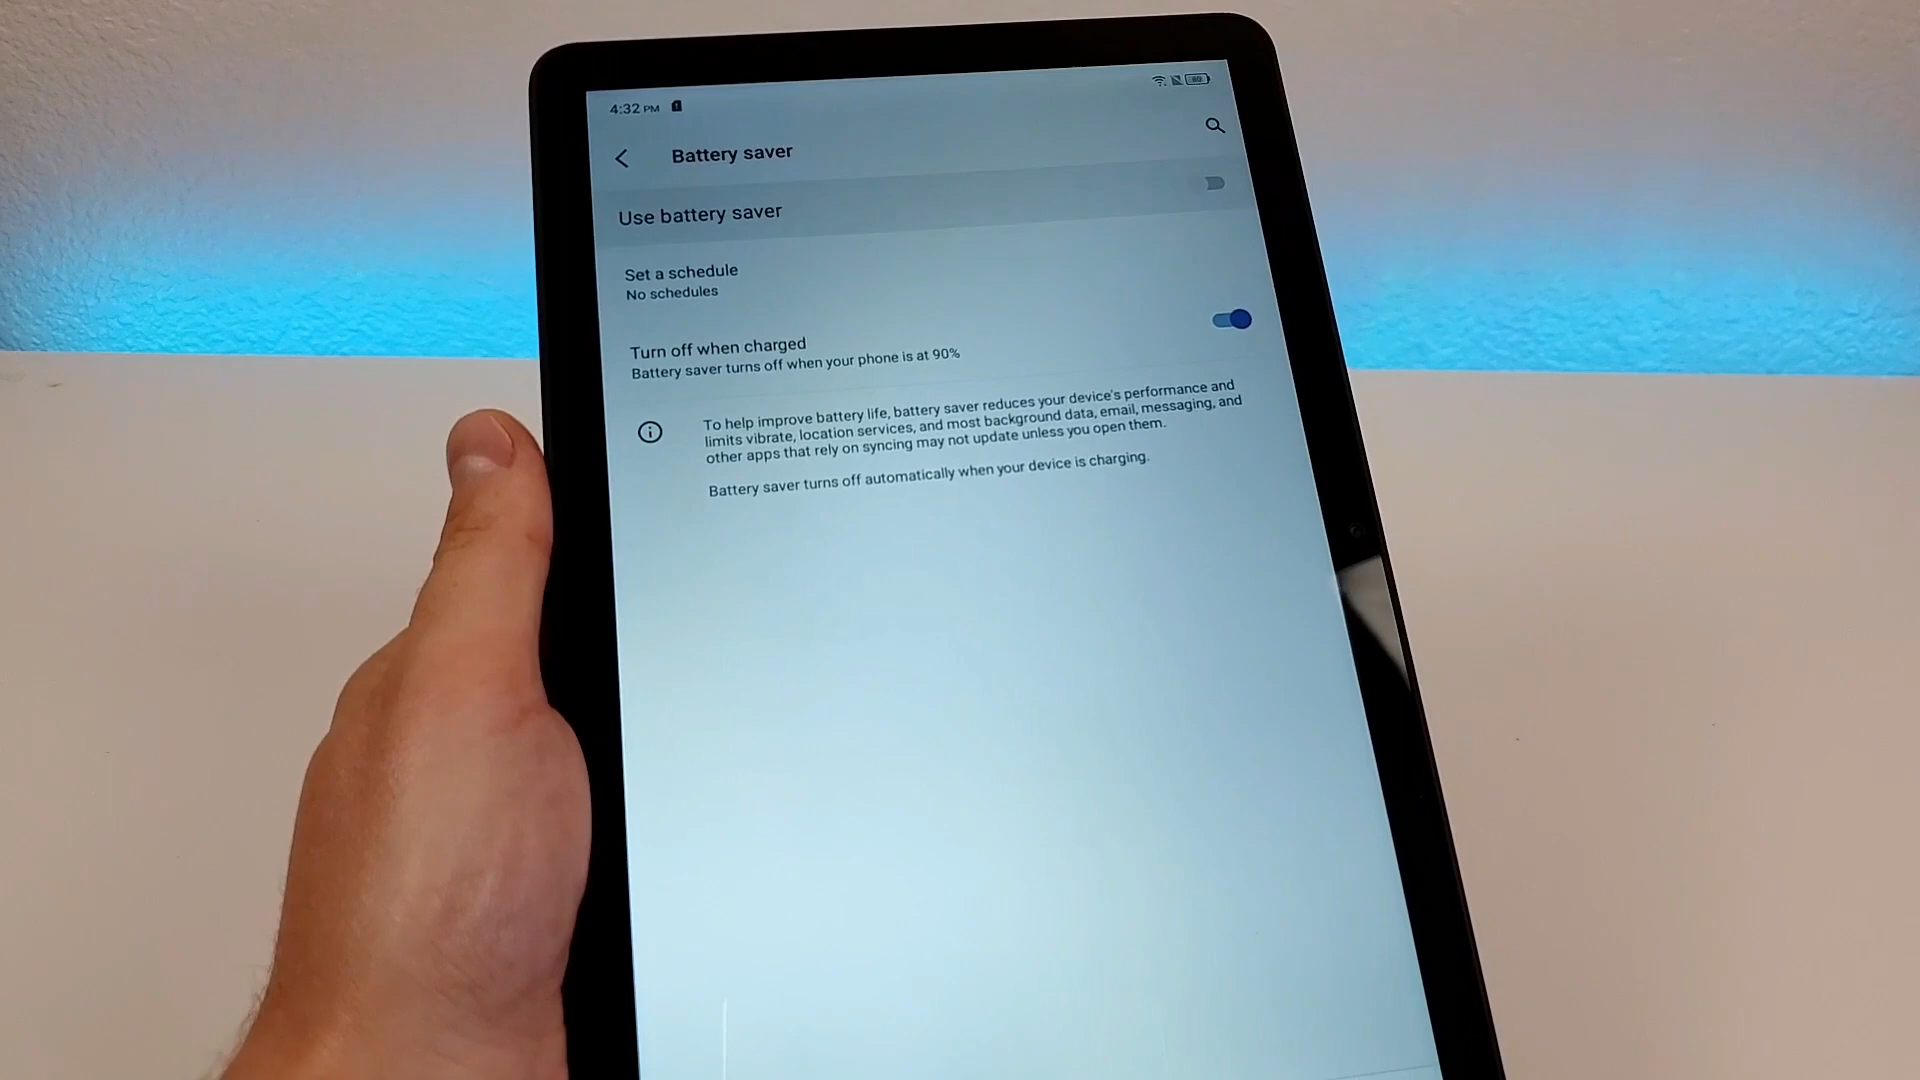 4:32 PM
80
Battery saver
Use battery saver
Set a schedule
No schedules
Turn off when charged
Battery saver turns off when your phone is at 90%
To help improve battery life, battery saver reduces your device's performance and
limits vibrate, location services, and most background data, email, messaging, and
other apps that rely on syncing may not update unless you open them.
Battery saver turns off automatically when your device is charging.